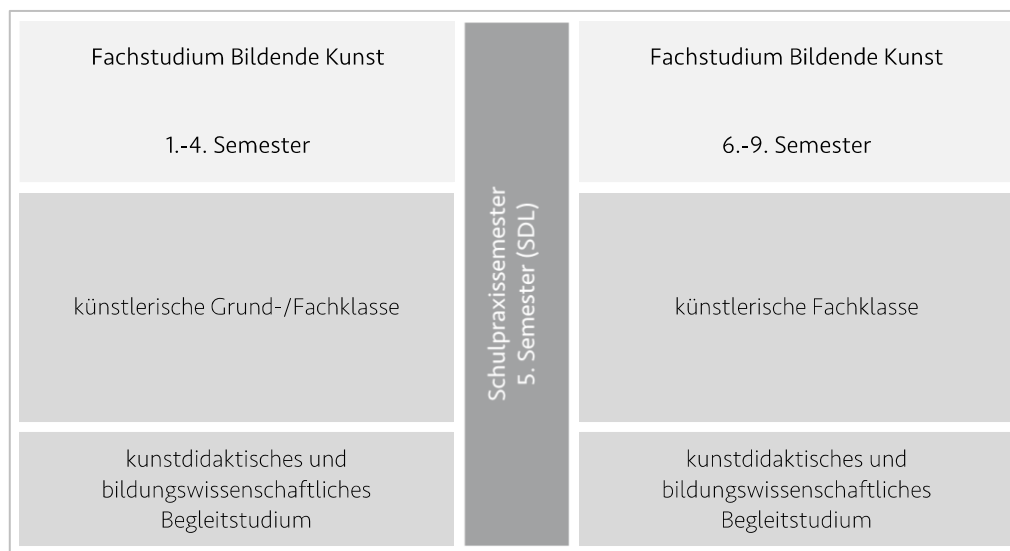 Fachstudium Bildende Kunst
1.-4. Semester
künstlerische Grund-/Fachklasse
kunstdidaktisches und
bildungswissenschaftliches
Begleitstudium
Schulpraxissemester
5. Semester (SDL)
Fachstudium Bildende Kunst
6.-9. Semester
künstlerische Fachklasse
kunstdidaktisches und
bildungswissenschaftliches
Begleitstudium